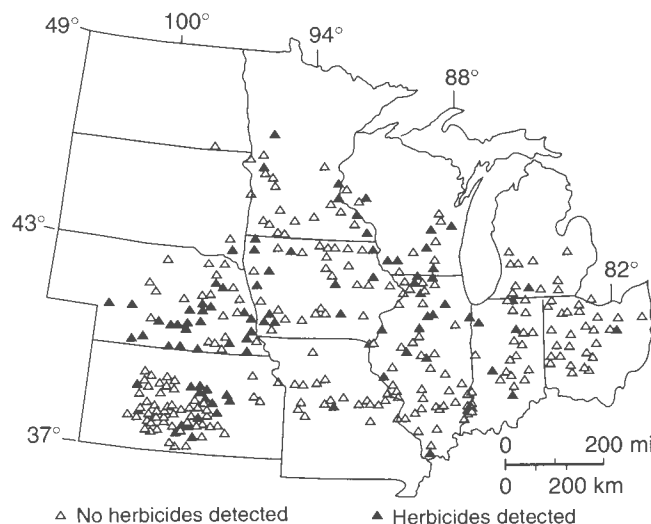 49°
100°
94°
88°
43°
82°
37°
0 200 mi
0 200 km
△ No herbicides detected ▲ Herbicides detected